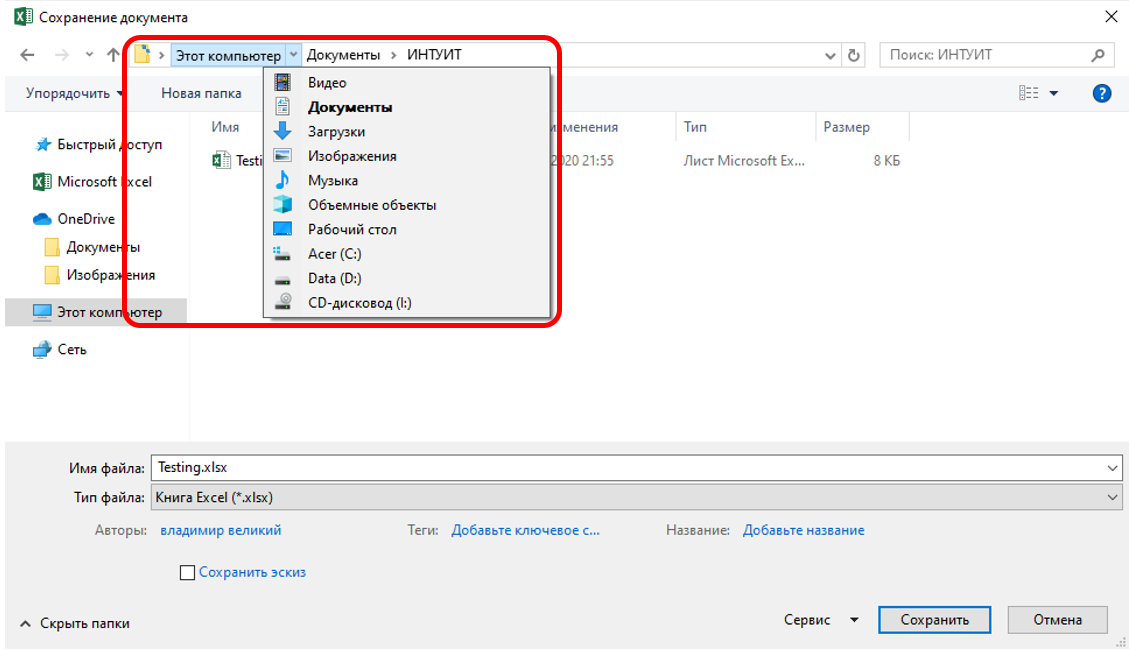 Сохранение документа
Этот компьютер Документы ИНТУИТ Поиск: ИНТУИТ
Упорядочить Новая папка
Видео
Документы
Загрузки
Изображения
Музыка
Объемные объекты
Рабочий стол
Acer (C:)
Data (D:)
CD-дисковод (I:)
Имя Тип Размер
2020 21:55 Лист Microsoft Ex... 8 КБ
Быстрый доступ
Microsoft Excel
OneDrive
Документы
Изображения
Этот компьютер
Сеть
Имя файла: Testing.xlsx
Тип файла: Книга Excel (*.xlsx)
Авторы: владимир великий Теги: Добавьте ключевое с... Название: Добавьте название
Сохранить эскиз
Скрыть папки Сервис Сохранить Отмена